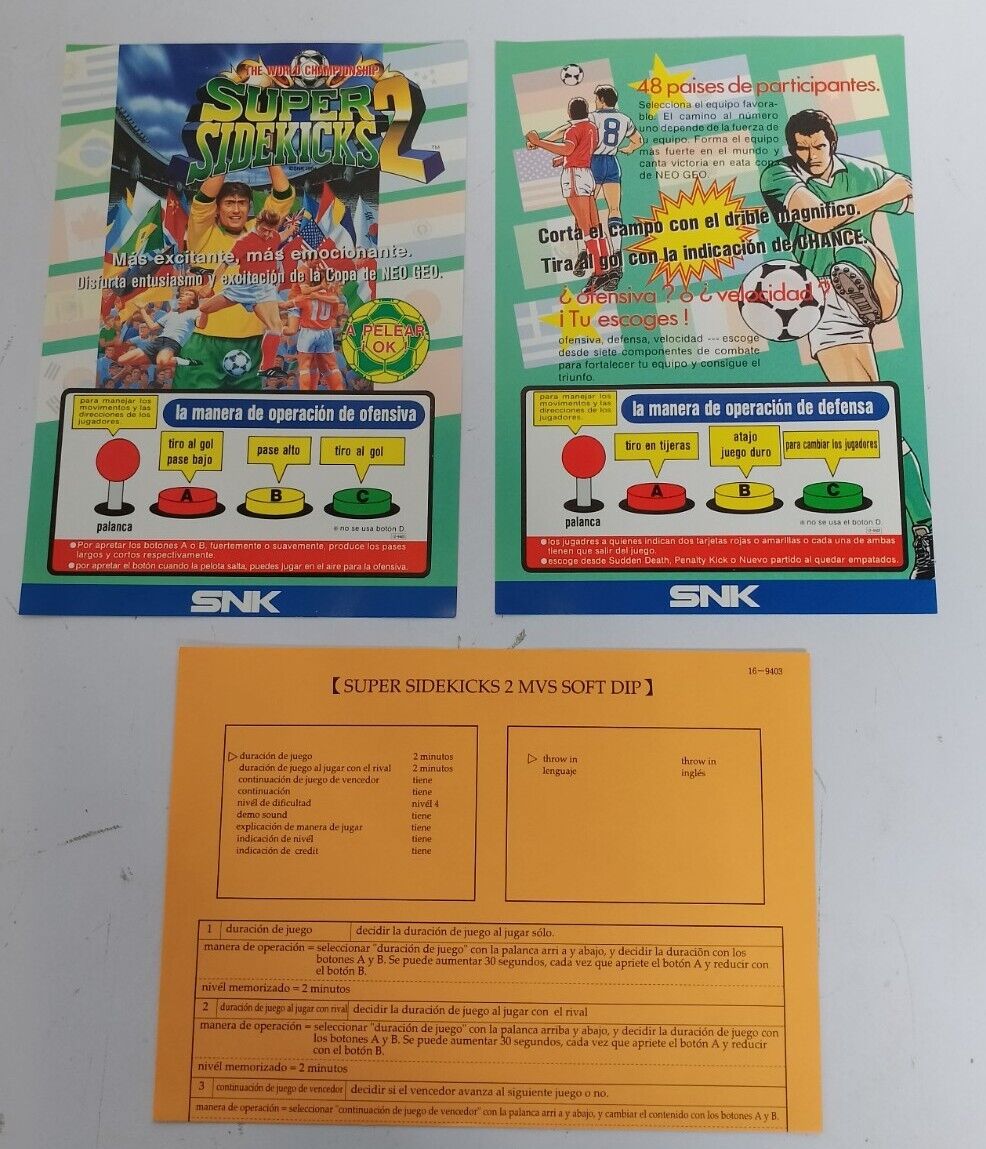 THE WORLD CHAMPIONSHIP
SUPER
SIDEKICKS 2
TM
Más excitante, más emocionante.
Disfurta entusiasmo y excitación de la Copa de NEO GEO.
10
A PELEAR
OK
para manejar los
movimientos y las
direcciones de los
jugadores.
la manera de operación de ofensiva
tiro al gol
pase bajo
pase alto
tiro al gol
A
B
C
palanca
※no se usa botón D.
●Por apretet los botones A o B, fuertemente o suavemente, produce los pases
largos y cortos respectivamente.
●por apretar el botón cuando la pelota salta, puedes jugar en el aire para la ofensiva.
SNK
48 paises de participantes.
Selecciona el equipo favora-
ble. El camino al número
uno depende de la fuerza de
tu equipo. Forma el equipo
más fuerte en el mundo y
canta victoria en eata copa
de NEO GEO.
8
Corta el campo con el drible magnifico.
Tira al gol con la indicación de CHANCE.
¿ ofensiva ? o ¿ velocidad ?
¡ Tu escoges !
ofensiva, defensa, velocidad --- escoge
desde siete componentes de combate
para fortalecer tu equipo y consigue el
triunfo.
para manejar los
movimientos y las
direcciones de los
jugadores.
la manera de operación de defensa
tiro en tijeras
atajo
juego duro
para cambiar los jugadores
A
B
C
palanca
※no se usa el botón D.
●los jugadres a quienes indican dos tarjetas rojas o amarillas o cada una de ambas
tienen que salir del juego.
●escoge desde Sudden Death, Penalty Kick o Nuevo partido al quedar empatados.
SNK
16-9403
【 SUPER SIDEKICKS 2 MVS SOFT DIP 】
▷ duración de juego 2 minutos
duración de juego al jugar con el rival 2 minutos
continuación de juego de vencedor tiene
continuación tiene
nivél de dificultad nivél 4
demo sound tiene
explicación de manera de jugar tiene
indicación de nivél tiene
indicación de credit tiene
▷ throw in throw in
lenguaje inglés
1 duración de juego decidir la duración de juego al jugar sólo.
manera de operación = seleccionar "duración de juego" con la palanca arri a y abajo, y decidir la duración con los
botones A y B. Se puede aumentar 30 segundos, cada vez que apriete el botón A y reducir con
el botón B.
nivél memorizado = 2 minutos
2 duración de juego al jugar con rival decidir la duración de juego al jugar con el rival
manera de operación = seleccionar "duración de juego" con la palanca arriba y abajo, y decidir la duración de juego con
los botones A y B. Se puede aumentar 30 segundos, cada vez que apriete el botón A y reducir
con el botón B.
nivél memorizado = 2 minutos
3 continuación de juego de vencedor decidir si el vencedor avanza al siguiente juego o no.
manera de operación = seleccionar "continuación de juego de vencedor" con la palanca arri a y abajo, y cambiar el contenido con los botones A y B.